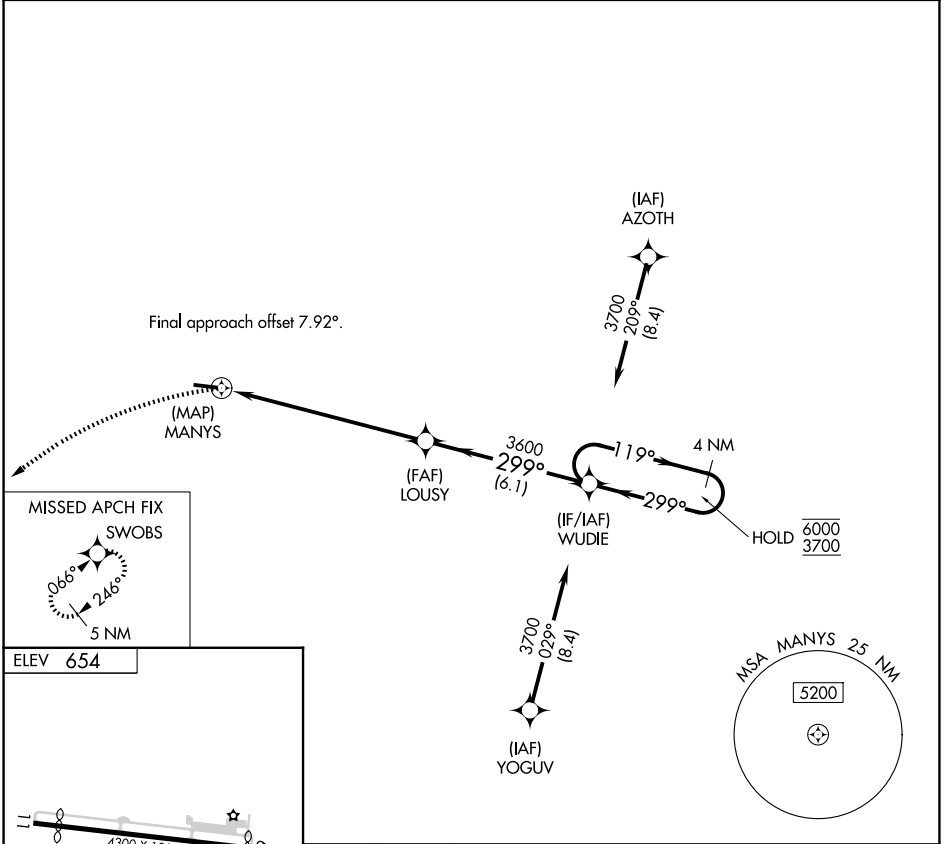 (IAF)
AZOTH
3700
209°
(8.4)
Final approach offset 7.92°.
(MAP)
MANYS
(FAF)
LOUSY
3600
299°
(6.1)
119°
4 NM
299°
(IF/IAF)
WUDIE
HOLD 6000
3700
MISSED APCH FIX
SWOBS
066°
246°
5 NM
3700
029°
(8.4)
(IAF)
YOGUV
MSA MANYS 25 NM
5200
ELEV 654
11